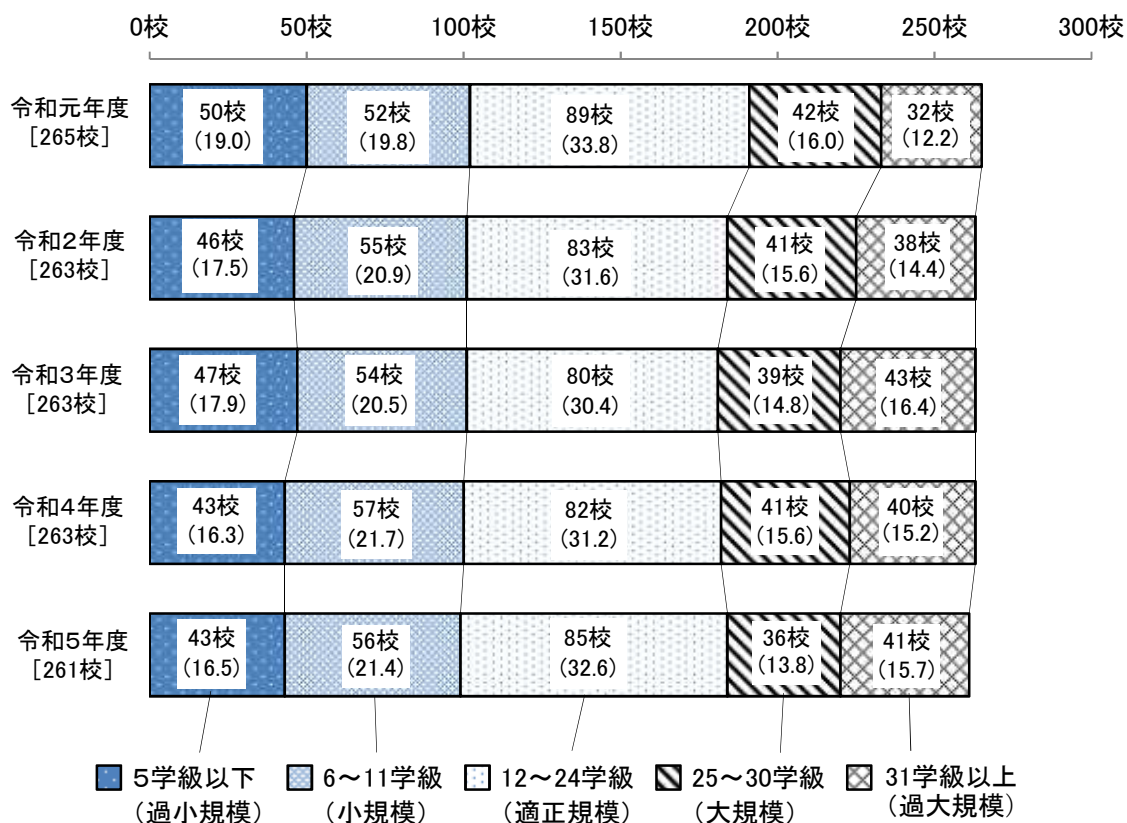 0校 50校 100校 150校 200校 250校 300校
令和元年度
[265校]
50校
(19.0)
52校
(19.8)
89校
(33.8)
42校
(16.0)
32校
(12.2)
令和２年度
[263校]
46校
(17.5)
55校
(20.9)
83校
(31.6)
41校
(15.6)
38校
(14.4)
令和３年度
[263校]
47校
(17.9)
54校
(20.5)
80校
(30.4)
39校
(14.8)
43校
(16.4)
令和４年度
[263校]
43校
(16.3)
57校
(21.7)
82校
(31.2)
41校
(15.6)
40校
(15.2)
令和５年度
[261校]
43校
(16.5)
56校
(21.4)
85校
(32.6)
36校
(13.8)
41校
(15.7)
５学級以下
(過小規模)
6～11学級
(小規模)
12～24学級
(適正規模)
25～30学級
(大規模)
31学級以上
(過大規模)